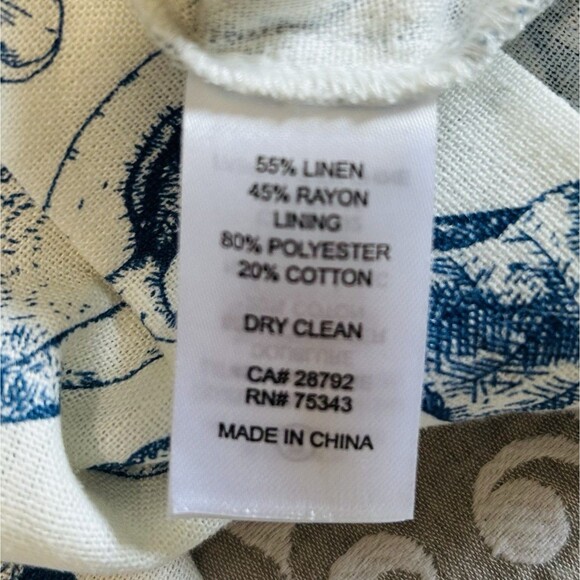 55% LINEN
45% RAYON
LINING
80% POLYESTER
20% COTTON
DRY CLEAN
CA# 28792
RN# 75343
MADE IN CHINA